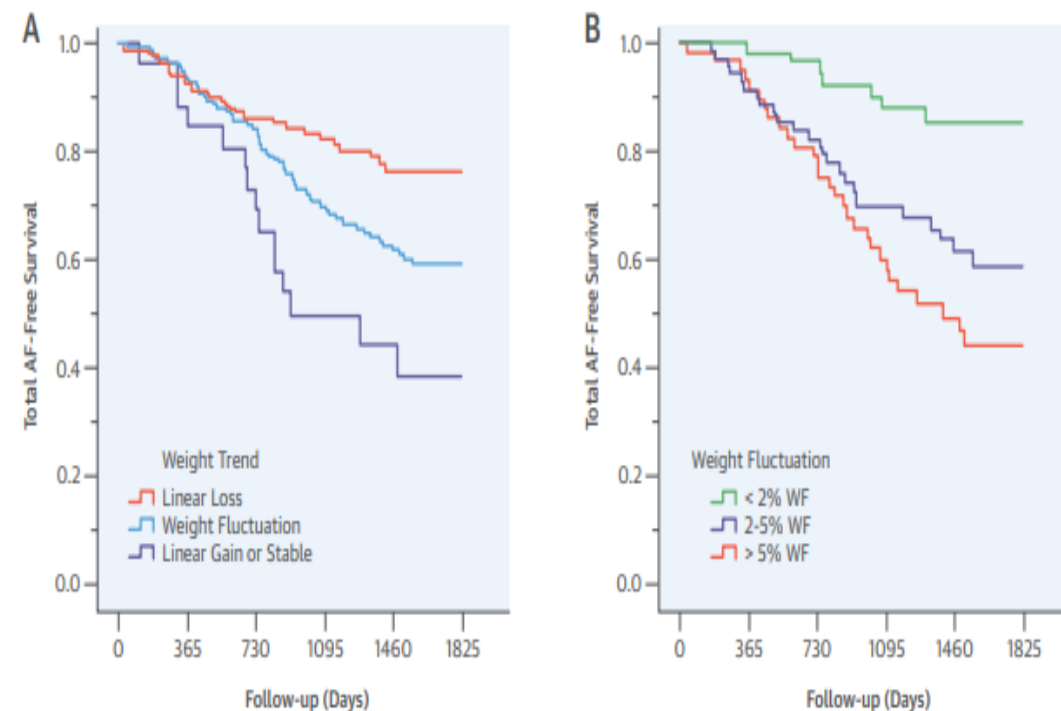 A
1.0
0.8
0.6
0.4
0.2
0.0
Total AF-Free Survival
Weight Trend
Linear Loss
Weight Fluctuation
Linear Gain or Stable
0 365 730 1095 1460 1825
Follow-up (Days)
B
1.0
0.8
0.6
0.4
0.2
0.0
Total AF-Free Survival
Weight Fluctuation
< 2% WF
2-5% WF
> 5% WF
0 365 730 1095 1460 1825
Follow-up (Days)